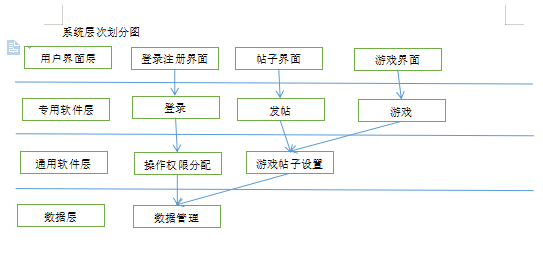 系统层次划分图
用户界面层 登录注册界面 帖子界面 游戏界面
专用软件层 登录 发帖 游戏
通用软件层 操作权限分配 游戏帖子设置
数据层 数据管理